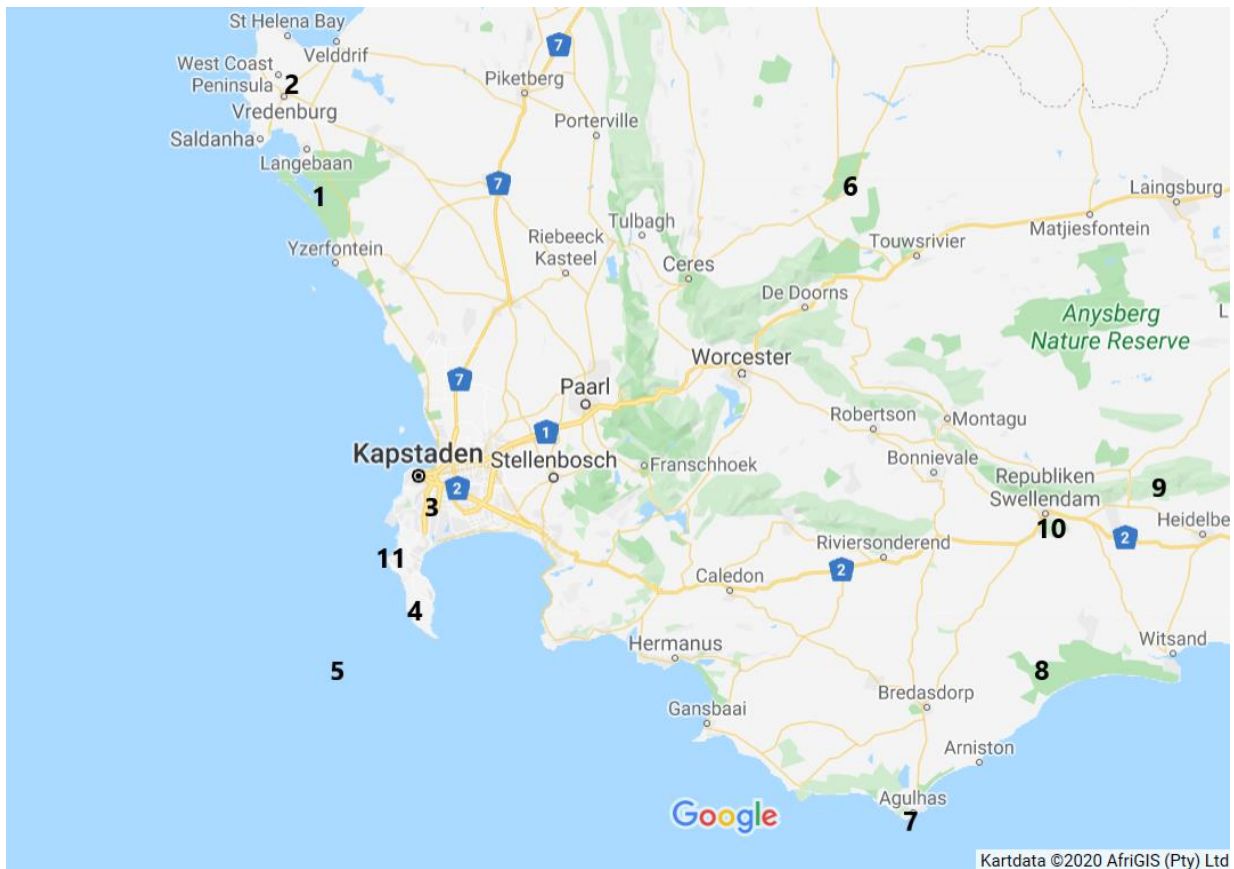 St Helena Bay
Velddrif
7
West Coast
Peninsula
2
Piketberg
Vredenburg
Porterville
Saldanha
Langebaan
7
6
1
Laingsburg
Tulbagh
Matjiesfontein
Yzerfontein
Riebeeck
Kasteel
Touwsrivier
Ceres
De Doorns
Anysberg
Nature Reserve
L
Worcester
7
Paarl
Robertson
Montagu
1
Kapstaden
Stellenbosch
Franschhoek
Bonnievale
Republiken
Swellendam
9
2
3
10
Heidelbe
2
Riviersonderend
11
2
Caledon
4
Hermanus
Witsand
5
8
Bredasdorp
Gansbaai
Arniston
Agulhas
7
Google
Kartdata ©2020 AfriGIS (Pty) Ltd